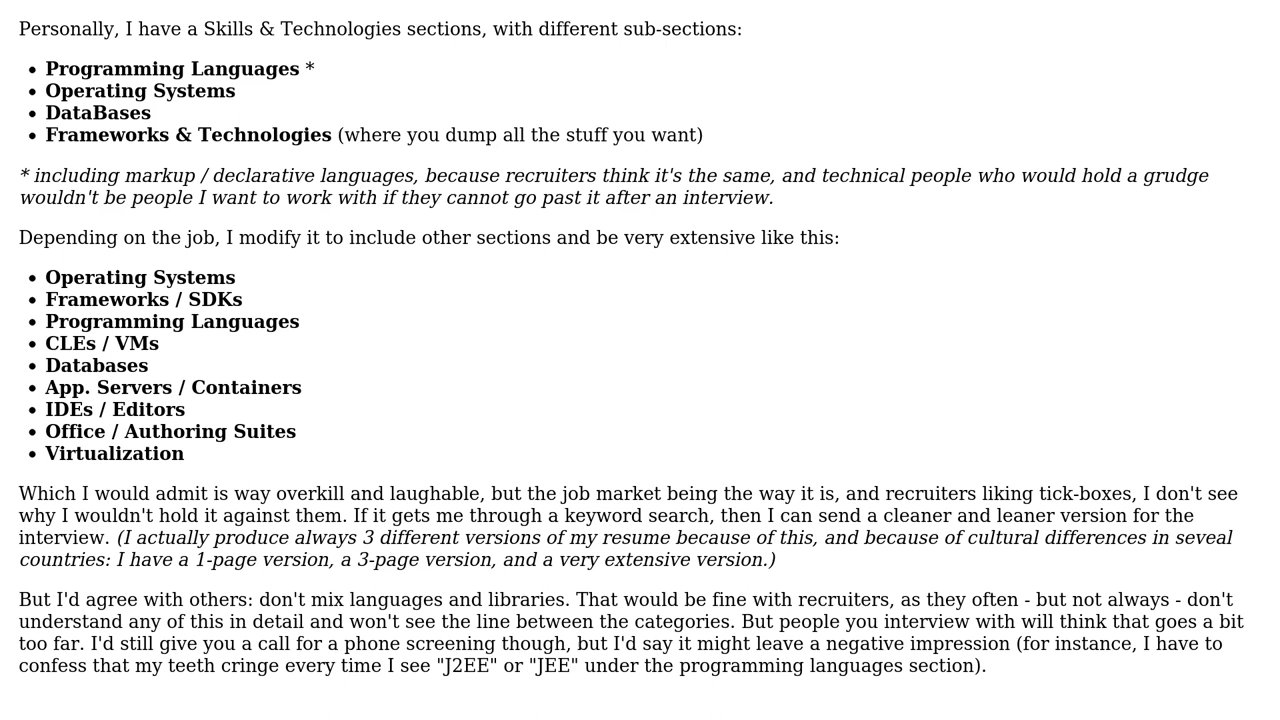 Personally, I have a Skills & Technologies sections, with different sub-sections:
• Programming Languages *
• Operating Systems
• DataBases
• Frameworks & Technologies (where you dump all the stuff you want)
* including markup / declarative languages, because recruiters think it's the same, and technical people who would hold a grudge
wouldn't be people I want to work with if they cannot go past it after an interview.
Depending on the job, I modify it to include other sections and be very extensive like this:
• Operating Systems
• Frameworks / SDKs
• Programming Languages
• CLEs / VMs
• Databases
• App. Servers / Containers
• IDEs / Editors
• Office / Authoring Suites
• Virtualization
Which I would admit is way overkill and laughable, but the job market being the way it is, and recruiters liking tick-boxes, I don't see
why I wouldn't hold it against them. If it gets me through a keyword search, then I can send a cleaner and leaner version for the
interview. (I actually produce always 3 different versions of my resume because of this, and because of cultural differences in seveal
countries: I have a 1-page version, a 3-page version, and a very extensive version.)
But I'd agree with others: don't mix languages and libraries. That would be fine with recruiters, as they often - but not always - don't
understand any of this in detail and won't see the line between the categories. But people you interview with will think that goes a bit
too far. I'd still give you a call for a phone screening though, but I'd say it might leave a negative impression (for instance, I have to
confess that my teeth cringe every time I see "J2EE" or "JEE" under the programming languages section).